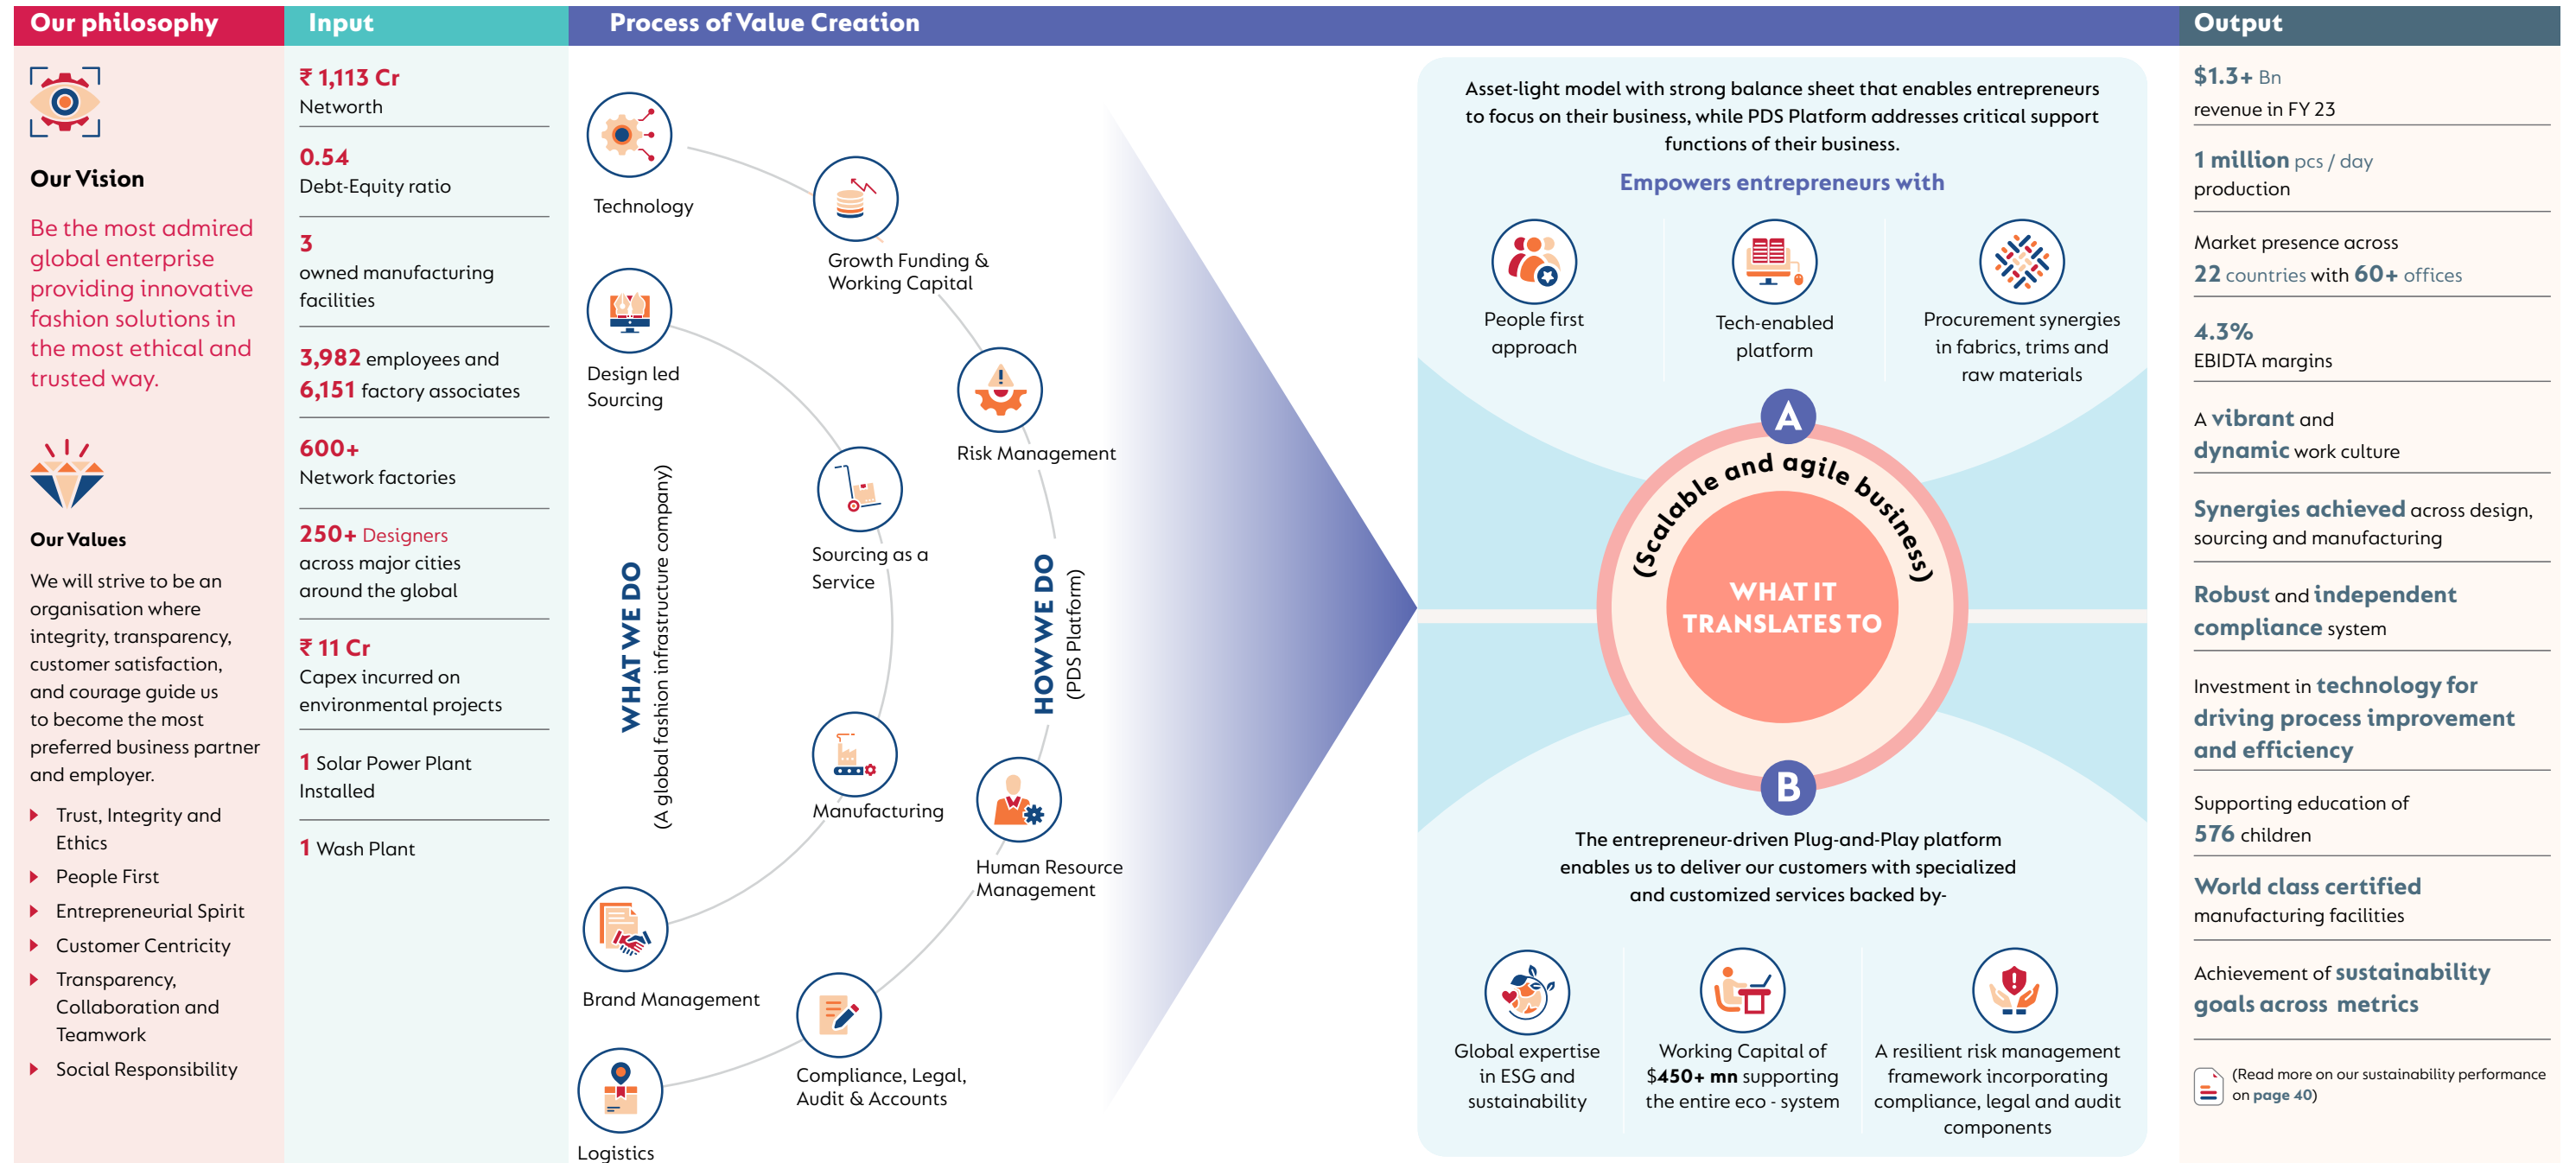 Our philosophy
Our Vision
Be the most admired
global enterprise
providing innovative
fashion solutions in
the most ethical and
trusted way.
Our Values
We will strive to be an
organisation where
integrity, transparency,
customer satisfaction,
and courage guide us
to become the most
preferred business partner
and employer.
Trust, Integrity and
Ethics
People First
Entrepreneurial Spirit
Customer Centricity
Transparency,
Collaboration and
Teamwork
Social Responsibility
Input
₹ 1,113 Cr
Networth
0.54
Debt-Equity ratio
3
owned manufacturing
facilities
3,982 employees and
6,151 factory associates
600+
Network factories
250+ Designers
across major cities
around the global
₹ 11 Cr
Capex incurred on
environmental projects
1 Solar Power Plant
Installed
1 Wash Plant
Process of Value Creation
WHAT WE DO
(A global fashion infrastructure company)
Design led
Sourcing
Sourcing as a
Service
Manufacturing
Brand Management
HOW WE DO
(PDS Platform)
Technology
Growth Funding &
Working Capital
Risk Management
Human Resource
Management
Compliance, Legal,
Audit & Accounts
Logistics
Asset-light model with strong balance sheet that enables entrepreneurs
to focus on their business, while PDS Platform addresses critical support
functions of their business.
Empowers entrepreneurs with
People first
approach
Tech-enabled
platform
Procurement synergies
in fabrics, trims and
raw materials
A
(Scalable and agile business)
WHAT IT
TRANSLATES TO
B
The entrepreneur-driven Plug-and-Play platform
enables us to deliver our customers with specialized
and customized services backed by-
Global expertise
in ESG and
sustainability
Working Capital of
$450+ mn supporting
the entire eco - system
A resilient risk management
framework incorporating
compliance, legal and audit
components
Output
$1.3+ Bn
revenue in FY 23
1 million pcs / day
production
Market presence across
22 countries with 60+ offices
4.3%
EBIDTA margins
A vibrant and
dynamic work culture
Synergies achieved across design,
sourcing and manufacturing
Robust and independent
compliance system
Investment in technology for
driving process improvement
and efficiency
Supporting education of
576 children
World class certified
manufacturing facilities
Achievement of sustainability
goals across metrics
(Read more on our sustainability performance
on page 40)